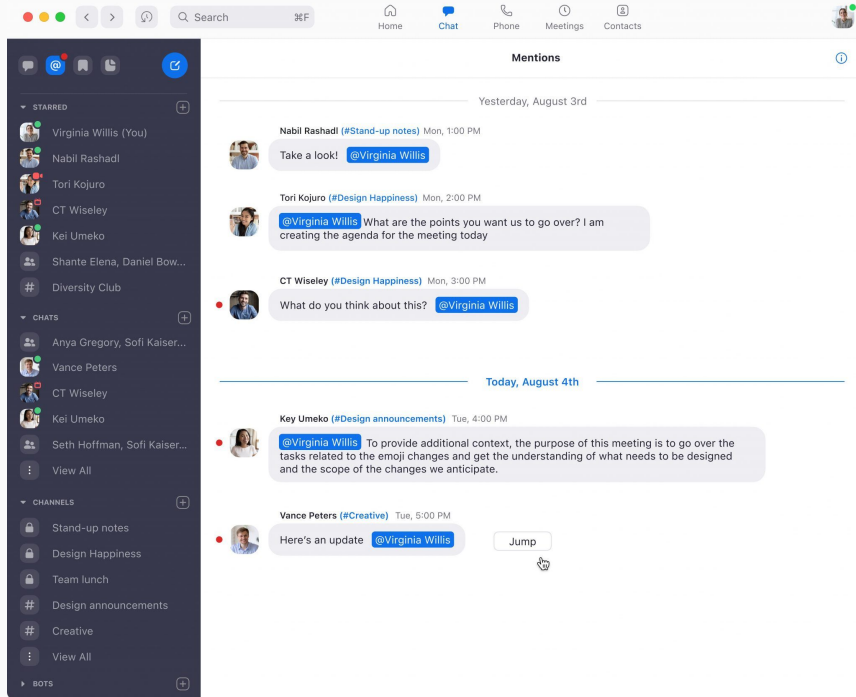 Search ⌘F
Home
Chat
Phone
Meetings
Contacts
@
STARRED
Virginia Willis (You)
Nabil Rashadl
Tori Kojuro
CT Wiseley
Kei Umeko
Shante Elena, Daniel Bow...
# Diversity Club
CHATS
Anya Gregory, Sofi Kaiser...
Vance Peters
CT Wiseley
Kei Umeko
Seth Hoffman, Sofi Kaiser...
View All
CHANNELS
Stand-up notes
Design Happiness
Team lunch
# Design announcements
# Creative
View All
BOTS
Mentions
Yesterday, August 3rd
Nabil Rashadl (#Stand-up notes) Mon, 1:00 PM
Take a look! @Virginia Willis
Tori Kojuro (#Design Happiness) Mon, 2:00 PM
@Virginia Willis What are the points you want us to go over? I am
creating the agenda for the meeting today
CT Wiseley (#Design Happiness) Mon, 3:00 PM
What do you think about this? @Virginia Willis
Today, August 4th
Key Umeko (#Design announcements) Tue, 4:00 PM
@Virginia Willis To provide additional context, the purpose of this meeting is to go over the
tasks related to the emoji changes and get the understanding of what needs to be designed
and the scope of the changes we anticipate.
Vance Peters (#Creative) Tue, 5:00 PM
Here's an update @Virginia Willis
Jump